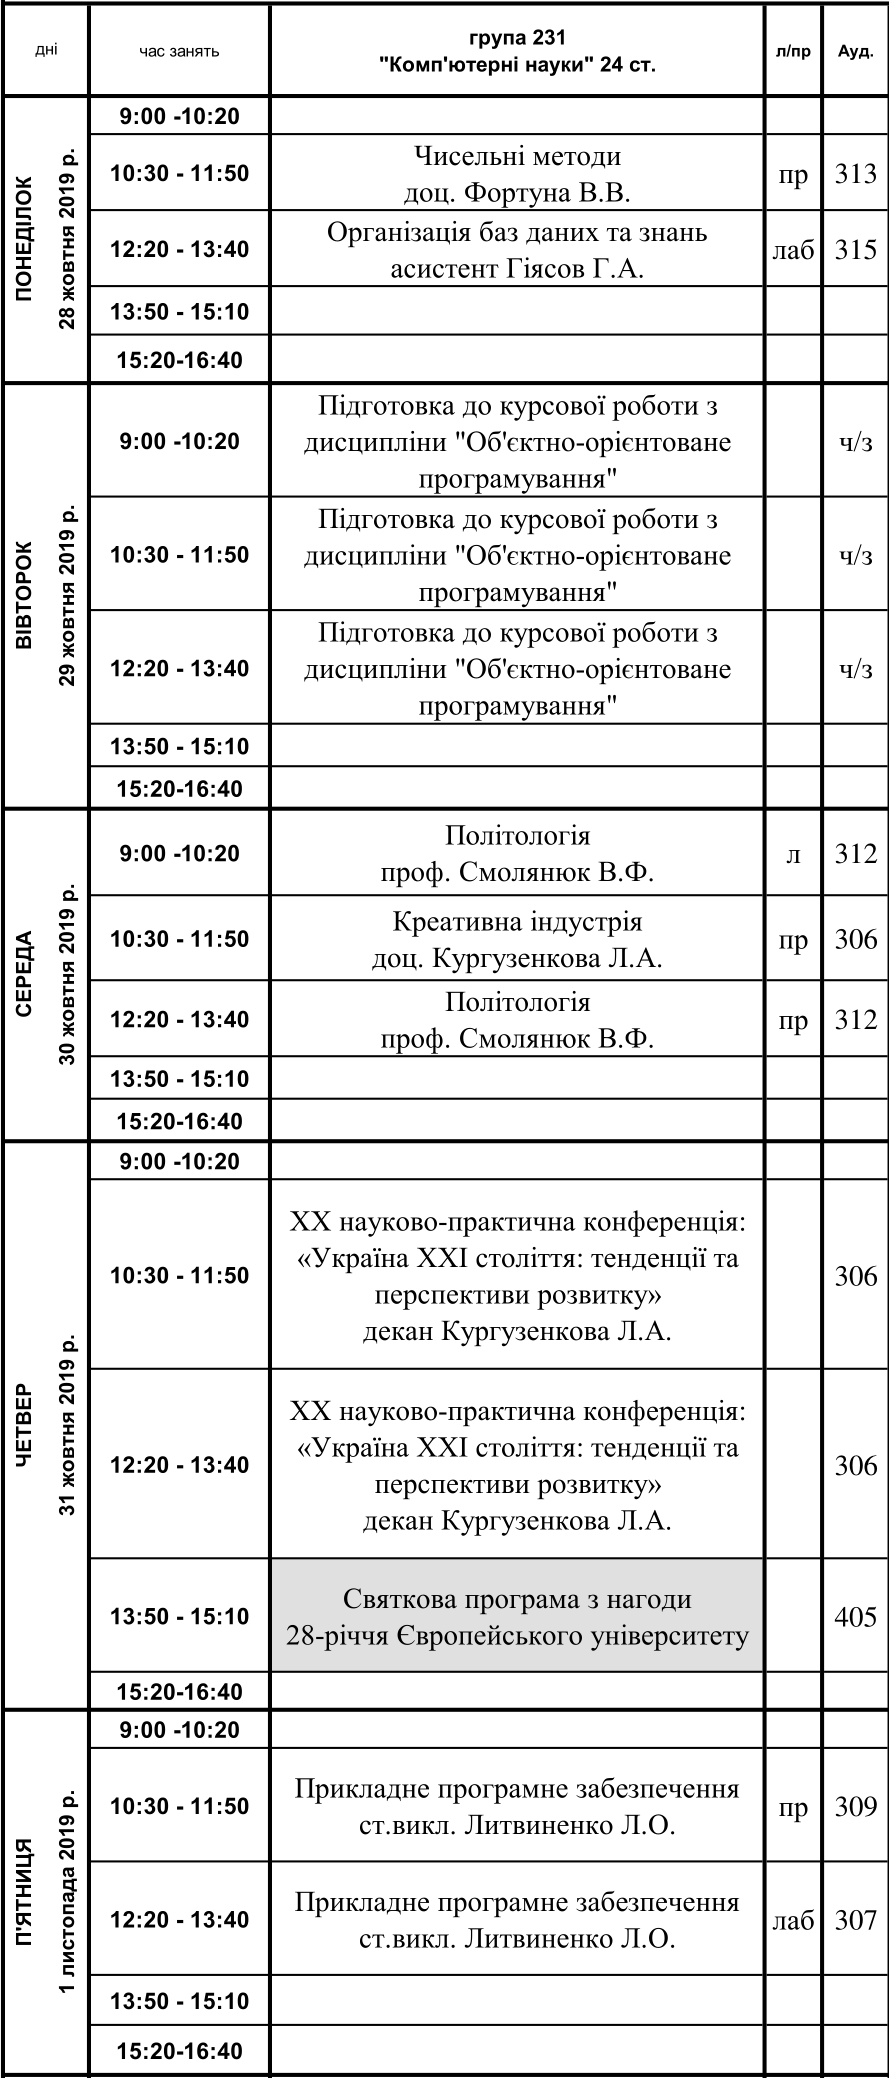 дні
час занять
група 231
"Комп'ютерні науки" 24 ст.
л/пр
Ауд.
ПОНЕДІЛОК
28 жовтня 2019 р.
9:00 -10:20
10:30 - 11:50
Чисельні методи
доц. Фортуна В.В.
пр
313
12:20 - 13:40
Організація баз даних та знань
асистент Гіясов Г.А.
лаб
315
13:50 - 15:10
15:20-16:40
ВІВТОРОК
29 жовтня 2019 р.
9:00 -10:20
Підготовка до курсової роботи з
дисципліни "Об'єктно-орієнтоване
програмування"
ч/з
10:30 - 11:50
Підготовка до курсової роботи з
дисципліни "Об'єктно-орієнтоване
програмування"
ч/з
12:20 - 13:40
Підготовка до курсової роботи з
дисципліни "Об'єктно-орієнтоване
програмування"
ч/з
13:50 - 15:10
15:20-16:40
СЕРЕДА
30 жовтня 2019 р.
9:00 -10:20
Політологія
проф. Смолянюк В.Ф.
л
312
10:30 - 11:50
Креативна індустрія
доц. Кургузенкова Л.А.
пр
306
12:20 - 13:40
Політологія
проф. Смолянюк В.Ф.
пр
312
13:50 - 15:10
15:20-16:40
ЧЕТВЕР
31 жовтня 2019 р.
9:00 -10:20
10:30 - 11:50
ХХ науково-практична конференція:
«Україна ХХІ століття: тенденції та
перспективи розвитку»
декан Кургузенкова Л.А.
306
12:20 - 13:40
ХХ науково-практична конференція:
«Україна ХХІ століття: тенденції та
перспективи розвитку»
декан Кургузенкова Л.А.
306
13:50 - 15:10
Святкова програма з нагоди
28-річчя Європейського університету
405
15:20-16:40
П'ЯТНИЦЯ
1 листопада 2019 р.
9:00 -10:20
10:30 - 11:50
Прикладне програмне забезпечення
ст.викл. Литвиненко Л.О.
пр
309
12:20 - 13:40
Прикладне програмне забезпечення
ст.викл. Литвиненко Л.О.
лаб
307
13:50 - 15:10
15:20-16:40